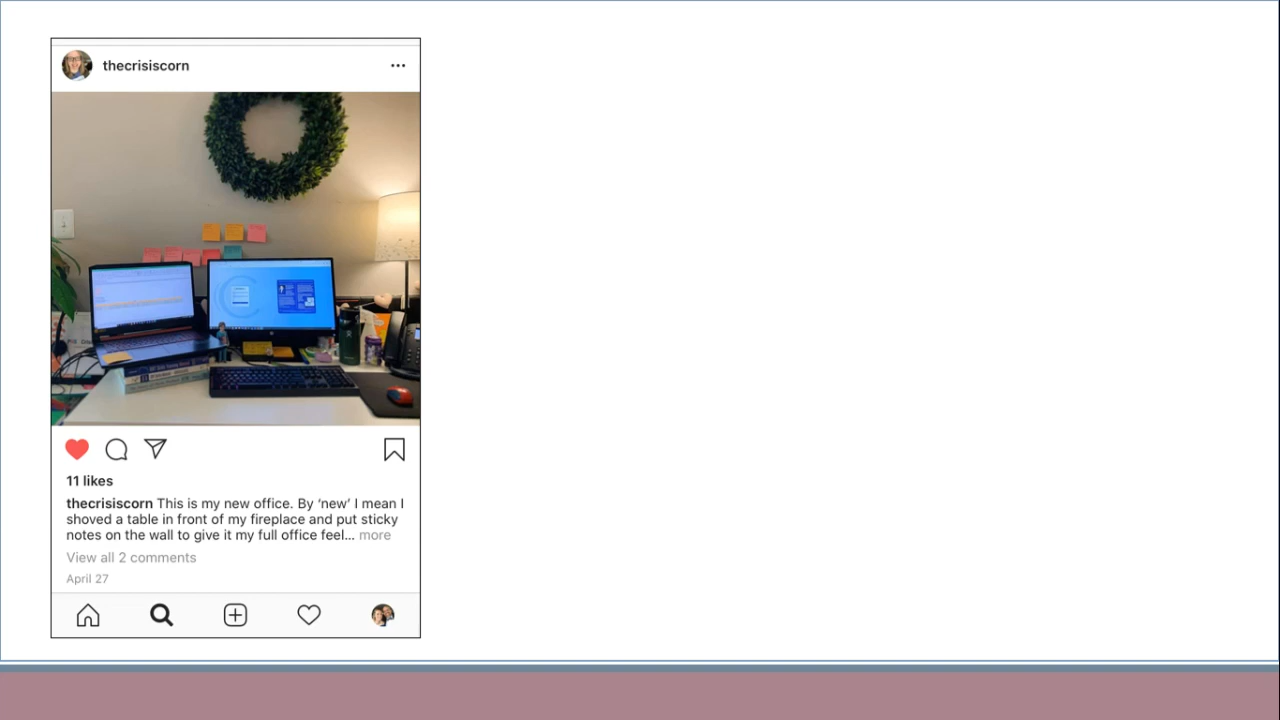 thecrisiscorn
11 likes
thecrisiscorn This is my new office. By ‘new’ I mean I
shoved a table in front of my fireplace and put sticky
notes on the wall to give it my full office feel... more
View all 2 comments
April 27